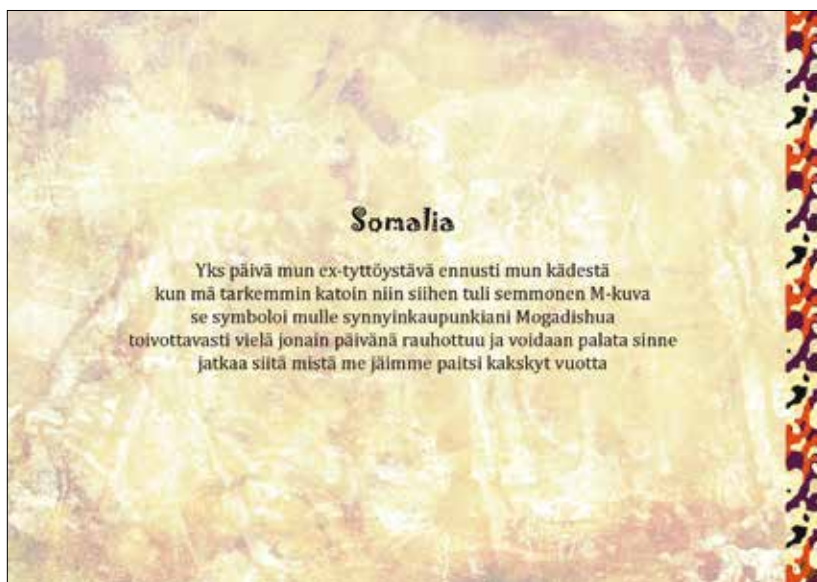 Somalia
Yks päivä mun ex-tyttöystävä ennusti mun kädestä
kun mä tarkemmin katoin niin siihen tuli semmonen M-kuva
se symboloi mulle synnyinkaupunkiani Mogadishua
toivottavasti vielä jonain päivänä rauhottuu ja voidaan palata sinne
jatkaa siitä mistä me jäimme paitsi kakskyt vuotta